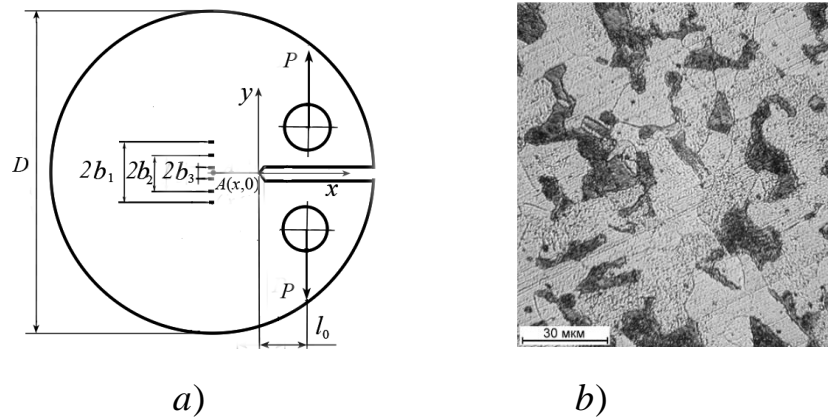 P
y
D
2b₁ 2b₂ 2b₃ A(x,0) x
P
l₀
30 мкм
a) b)